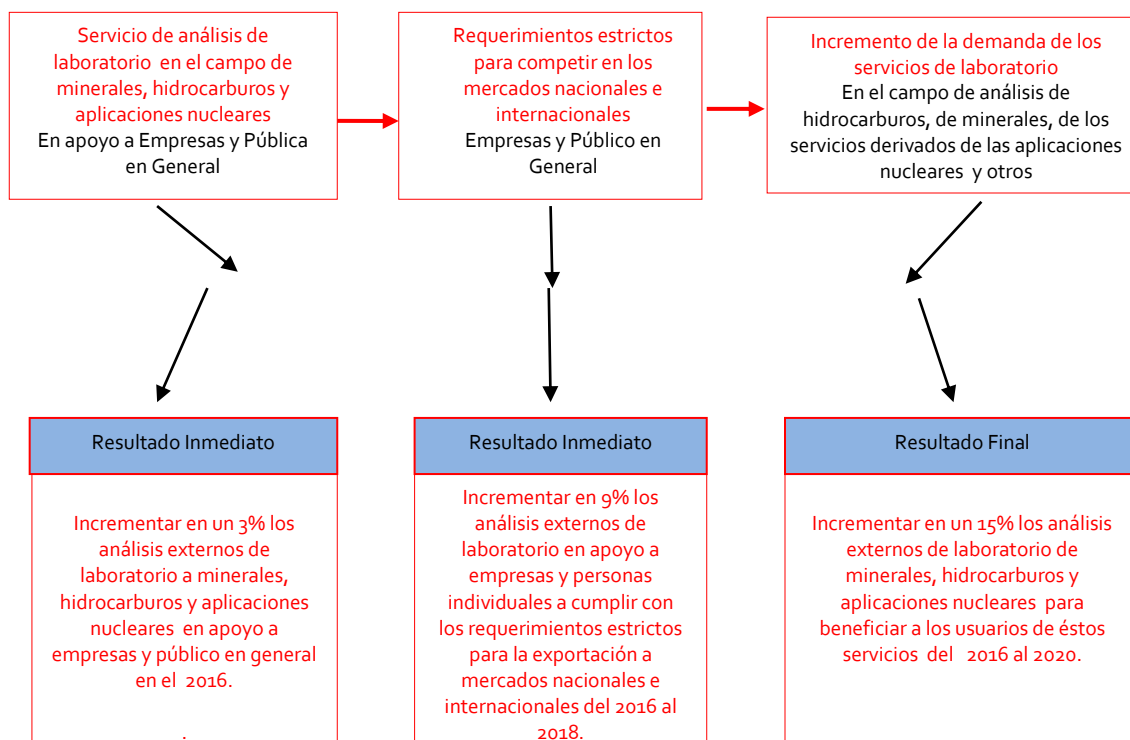 Servicio de análisis de
laboratorio en el campo de
minerales, hidrocarburos y
aplicaciones nucleares
En apoyo a Empresas y Pública
en General
Requerimientos estrictos
para competir en los
mercados nacionales e
internacionales
Empresas y Público en
General
Incremento de la demanda de los
servicios de laboratorio
En el campo de análisis de
hidrocarburos, de minerales, de los
servicios derivados de las aplicaciones
nucleares y otros
Resultado Inmediato
Incrementar en un 3% los
análisis externos de
laboratorio a minerales,
hidrocarburos y aplicaciones
nucleares en apoyo a
empresas y público en general
en el 2016.
.
Resultado Inmediato
Incrementar en 9% los
análisis externos de
laboratorio en apoyo a
empresas y personas
individuales a cumplir con
los requerimientos estrictos
para la exportación a
mercados nacionales e
internacionales del 2016 al
2018.
Resultado Final
Incrementar en un 15% los análisis
externos de laboratorio de
minerales, hidrocarburos y
aplicaciones nucleares para
beneficiar a los usuarios de éstos
servicios del 2016 al 2020.